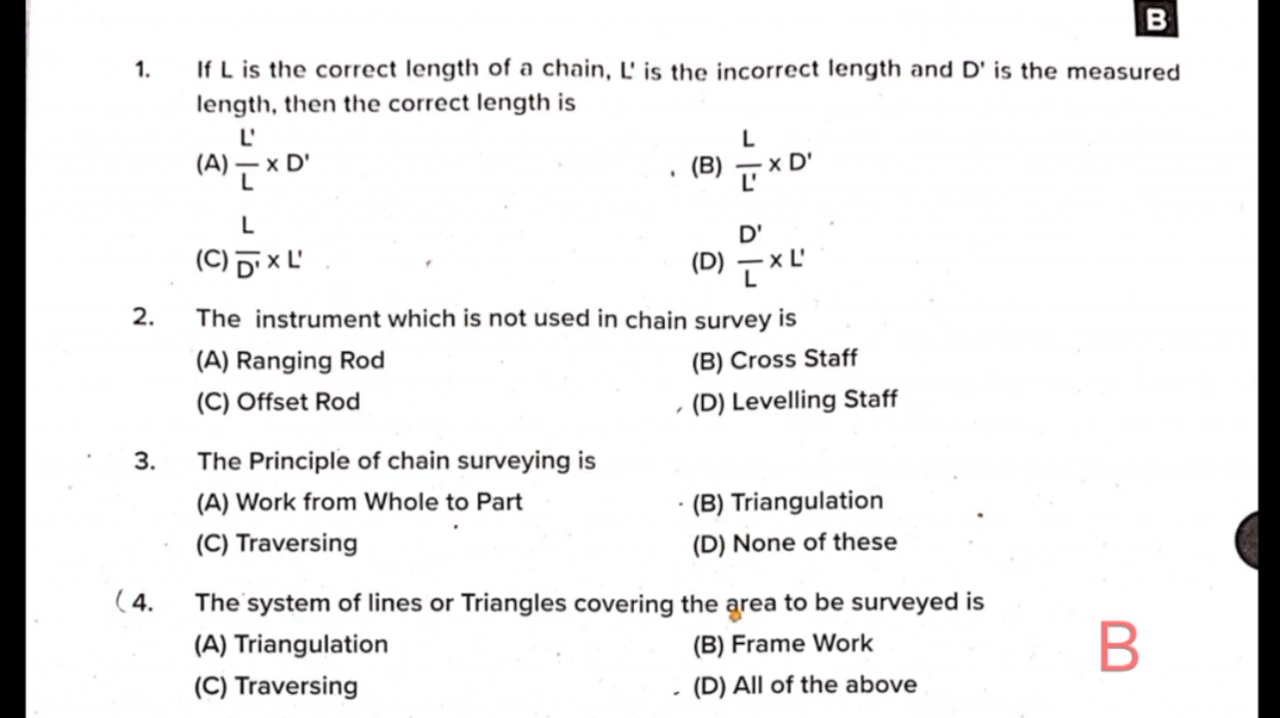 B
1. If L is the correct length of a chain, L' is the incorrect length and D' is the measured
length, then the correct length is
(A) L'/L x D' (B) L/L' x D'
(C) L/D' x L' (D) D'/L x L'
2. The instrument which is not used in chain survey is
(A) Ranging Rod (B) Cross Staff
(C) Offset Rod (D) Levelling Staff
3. The Principle of chain surveying is
(A) Work from Whole to Part (B) Triangulation
(C) Traversing (D) None of these
(4. The system of lines or Triangles covering the area to be surveyed is
(A) Triangulation (B) Frame Work
(C) Traversing (D) All of the above
B